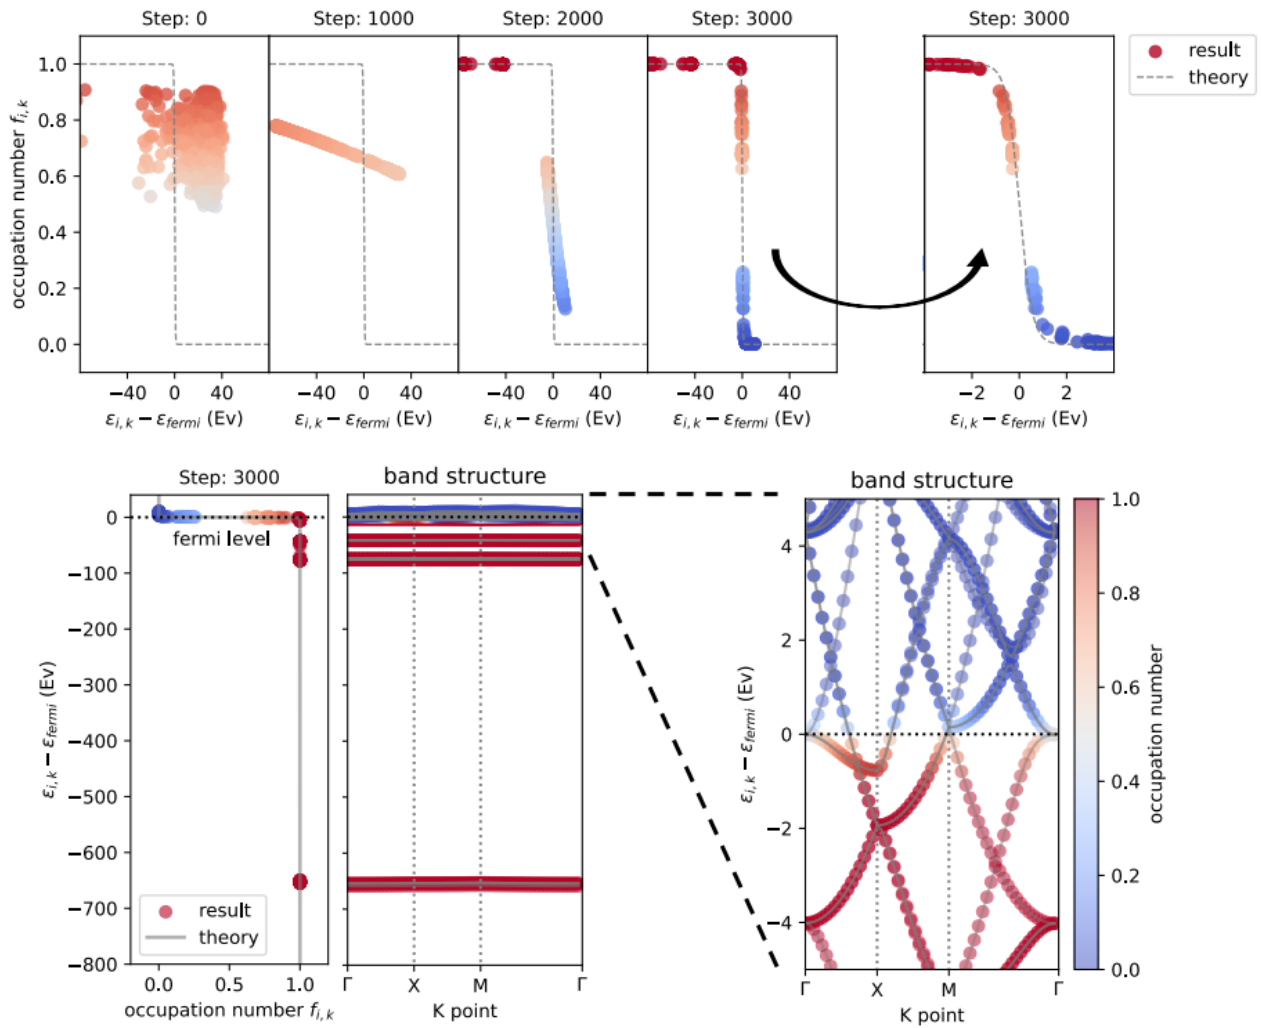 Step: 0
Step: 1000
Step: 2000
Step: 3000
Step: 3000
occupation number f_{i,k}
1.0
0.8
0.6
0.4
0.2
0.0
−40 0 40
−40 0 40
−40 0 40
−40 0 40
−2 0 2
ε_{i,k} − ε_{fermi} (Ev)
ε_{i,k} − ε_{fermi} (Ev)
ε_{i,k} − ε_{fermi} (Ev)
ε_{i,k} − ε_{fermi} (Ev)
ε_{i,k} − ε_{fermi} (Ev)
result
theory
Step: 3000
ε_{i,k} − ε_{fermi} (Ev)
0
−100
−200
−300
−400
−500
−600
−700
−800
fermi level
result
theory
0.0 0.5 1.0
occupation number f_{i,k}
band structure
Γ X M Γ
K point
band structure
ε_{i,k} − ε_{fermi} (Ev)
4
2
0
−2
−4
Γ X M Γ
K point
1.0
0.8
0.6
0.4
0.2
0.0
occupation number